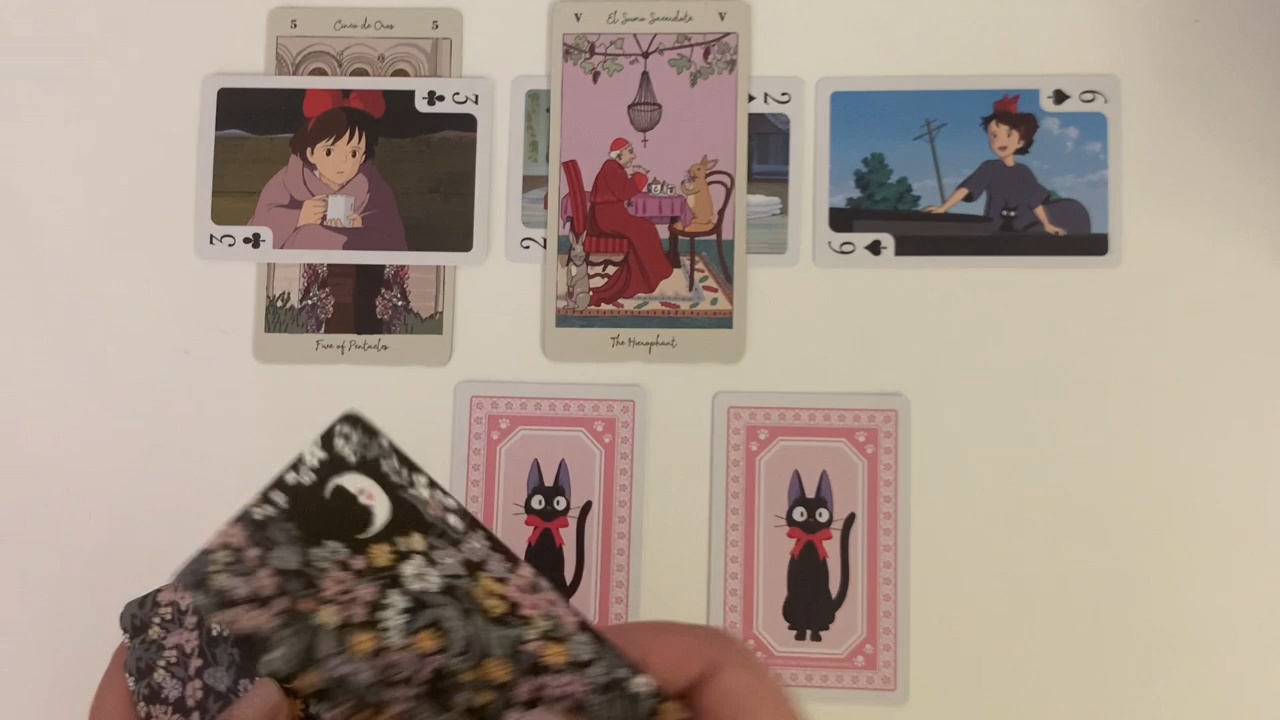 5 Cinco de Oros 5
V El Sumo Sacerdote V
3
3
2
2
6
6
Five of Pentacles
The Hierophant